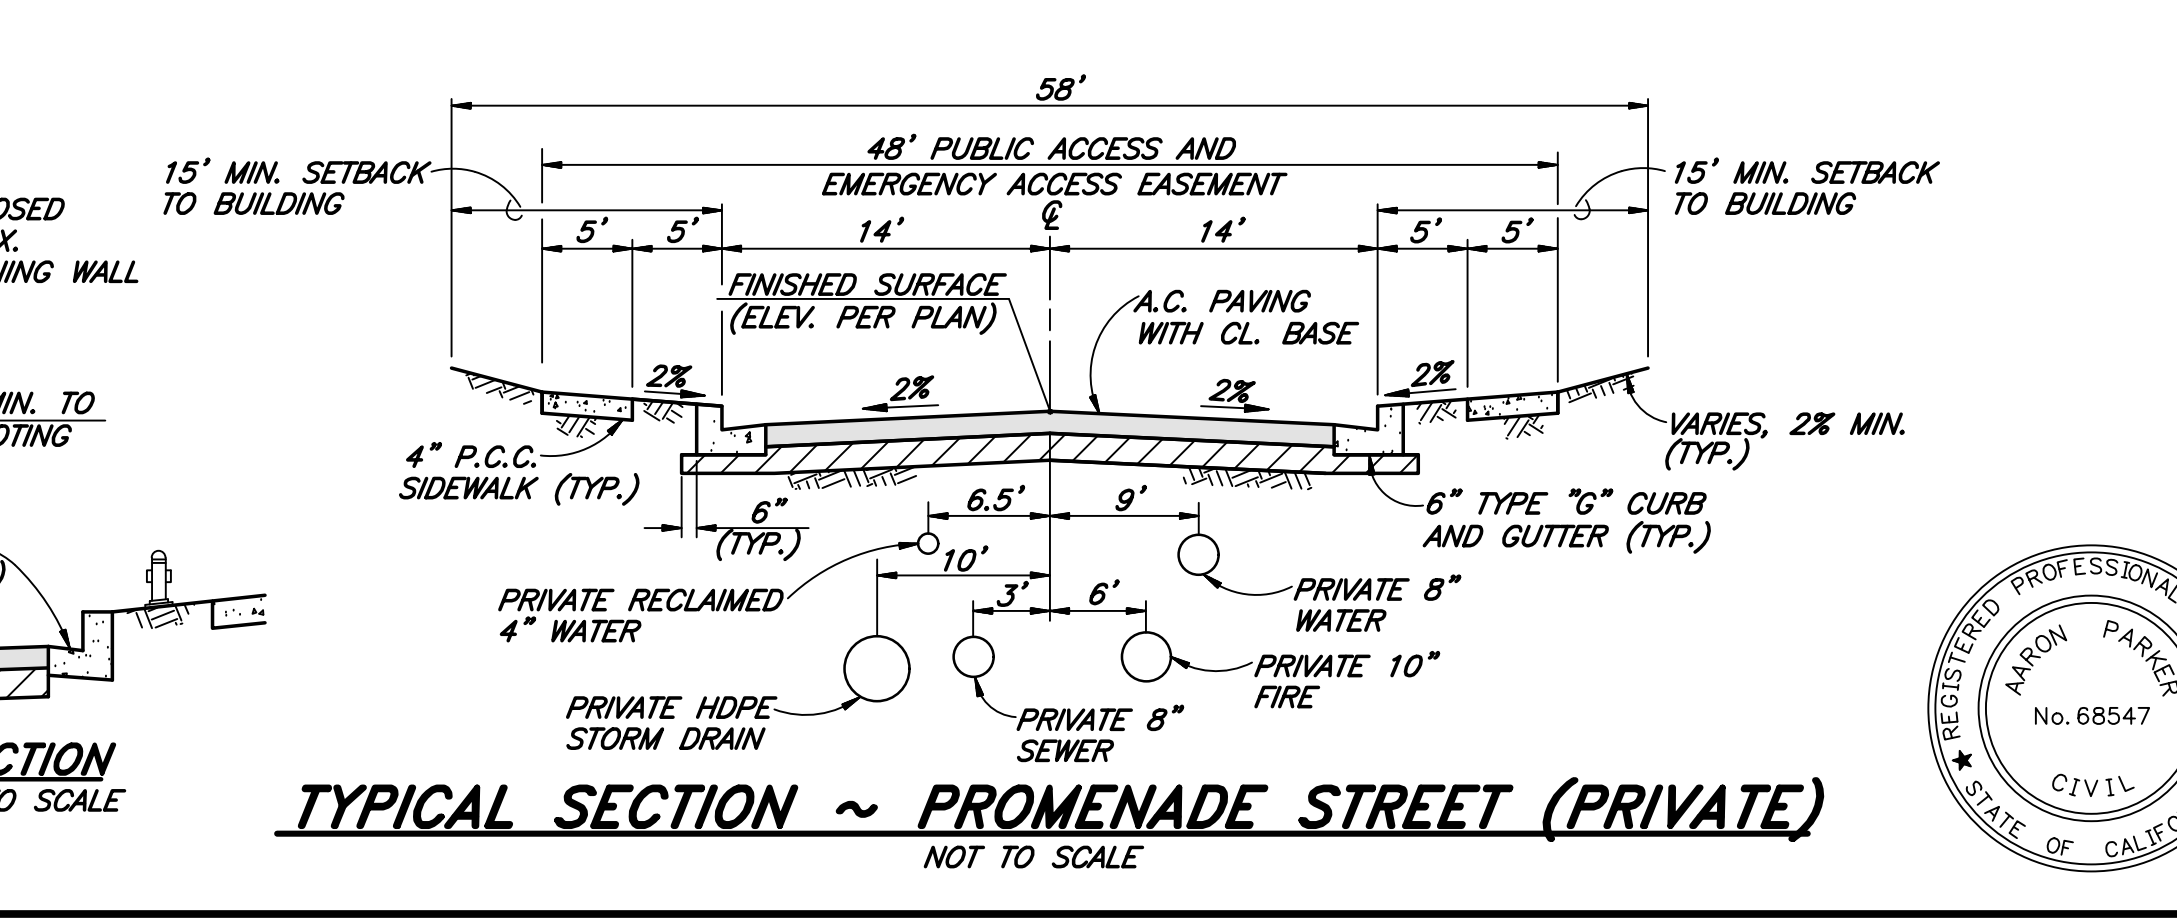 58'
48' PUBLIC ACCESS AND
EMERGENCY ACCESS EASEMENT
15' MIN. SETBACK
TO BUILDING
15' MIN. SETBACK
TO BUILDING
℄
5'
5'
14'
14'
5'
5'
FINISHED SURFACE
(ELEV. PER PLAN)
A.C. PAVING
WITH CL. BASE
2%
2%
2%
2%
VARIES, 2% MIN.
(TYP.)
4" P.C.C.
SIDEWALK (TYP.)
6"
(TYP.)
6.5'
9'
6" TYPE "G" CURB
AND GUTTER (TYP.)
10'
3'
6'
PRIVATE RECLAIMED
4" WATER
PRIVATE 8"
WATER
PRIVATE 10"
FIRE
PRIVATE HDPE
STORM DRAIN
PRIVATE 8"
SEWER
TYPICAL SECTION ~ PROMENADE STREET (PRIVATE)
NOT TO SCALE
OSED
X.
NING WALL
MIN. TO
OTING
)
CTION
TO SCALE
REGISTERED PROFESSIONAL
AARON PARKER
No. 68547
CIVIL
★ STATE OF CALIFO